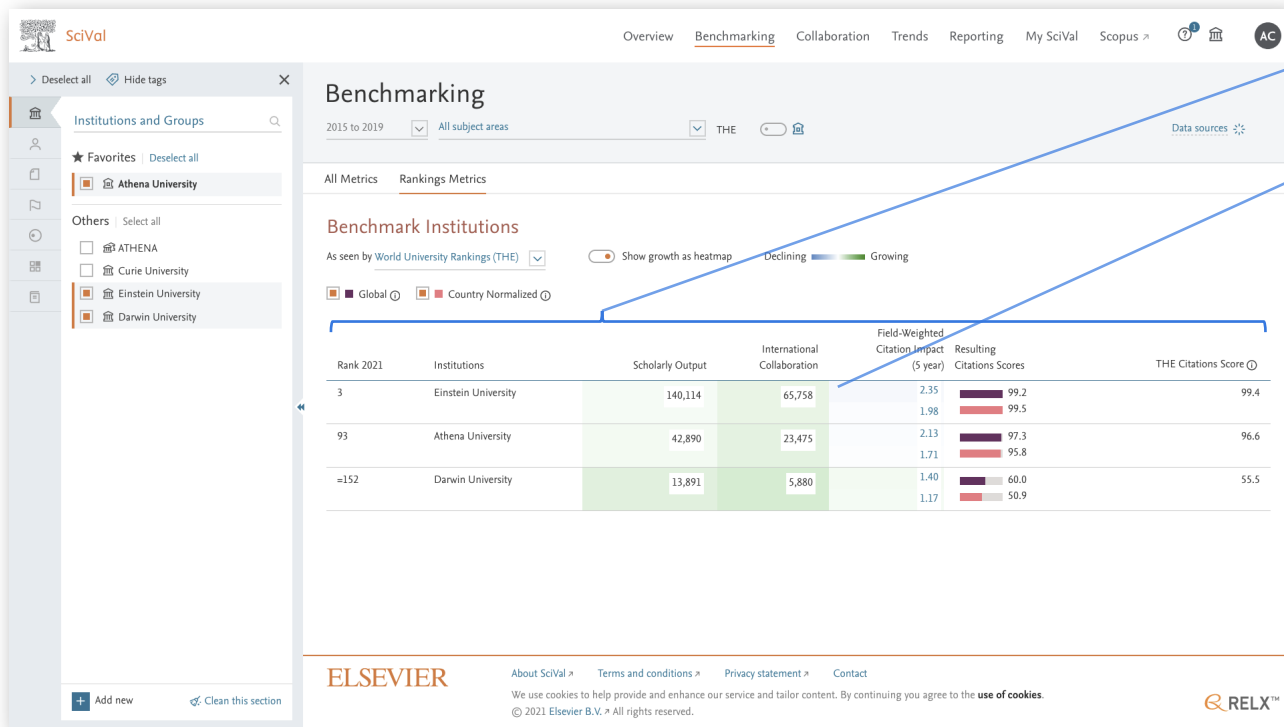 SciVal
Overview Benchmarking Collaboration Trends Reporting My SciVal Scopus ↗ 1 AC
Deselect all Hide tags
Institutions and Groups
Favorites Deselect all
Athena University
Others Select all
ATHENA
Curie University
Einstein University
Darwin University
Add new Clean this section
Benchmarking
2015 to 2019 All subject areas THE Data sources
All Metrics Rankings Metrics
Benchmark Institutions
As seen by World University Rankings (THE) Show growth as heatmap Declining Growing
Global Country Normalized
Rank 2021 Institutions Scholarly Output International Collaboration Field-Weighted Citation Impact (5 year) Resulting Citations Scores THE Citations Score
3 Einstein University 140,114 65,758 2.35 99.2 99.4
1.98 99.5
93 Athena University 42,890 23,475 2.13 97.3 96.6
1.71 95.8
=152 Darwin University 13,891 5,880 1.40 60.0 55.5
1.17 50.9
ELSEVIER
About SciVal ↗ Terms and conditions ↗ Privacy statement ↗ Contact
We use cookies to help provide and enhance our service and tailor content. By continuing you agree to the use of cookies.
© 2021 Elsevier B.V. ↗ All rights reserved.
RELX™